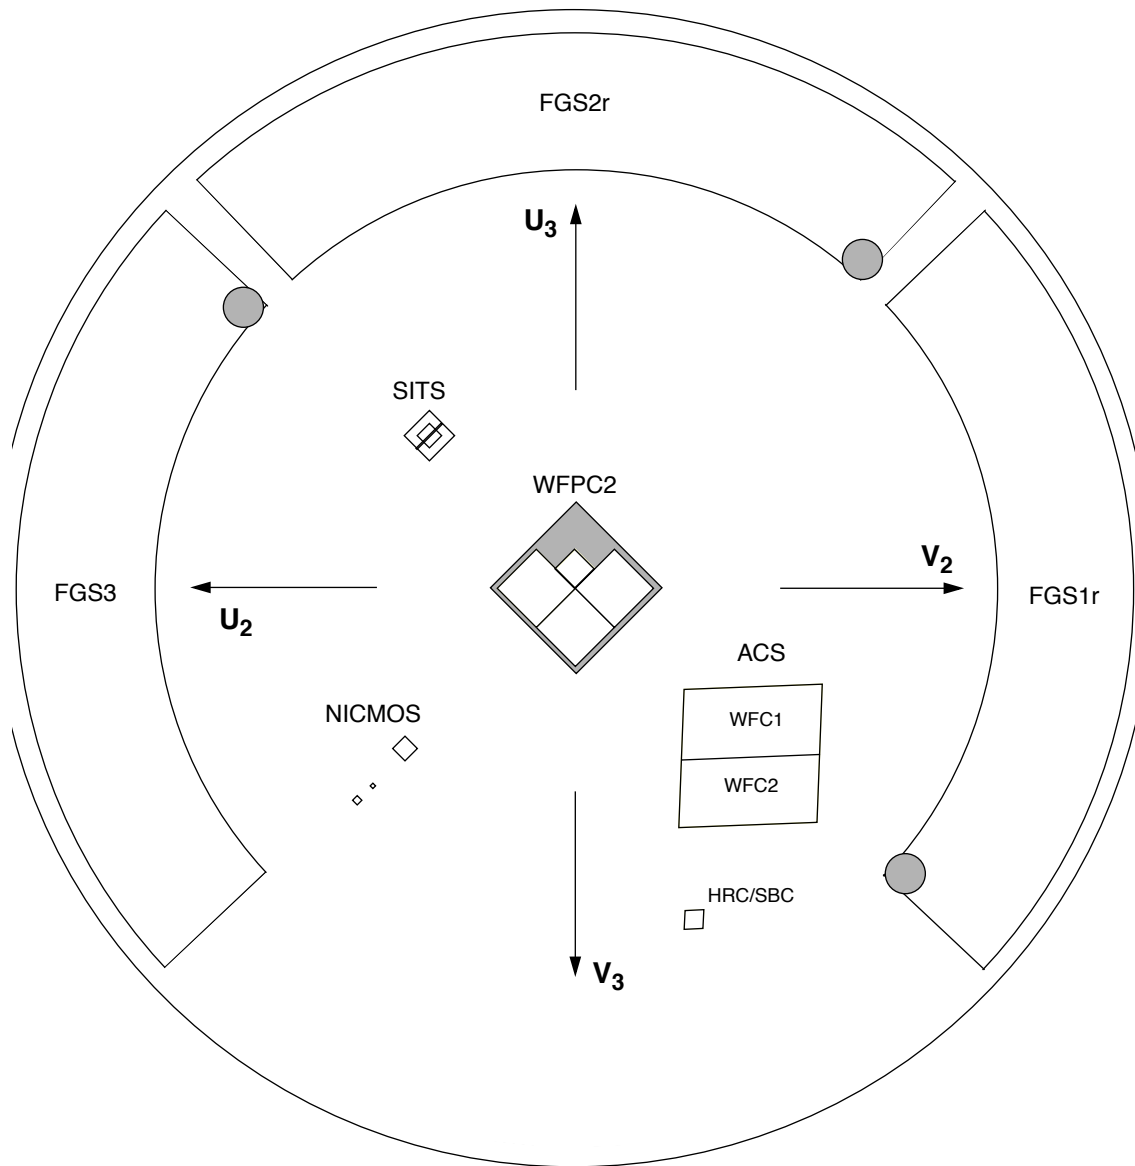 FGS2r
U3
SITS
WFPC2
V2
FGS3
FGS1r
U2
ACS
NICMOS
WFC1
WFC2
HRC/SBC
V3